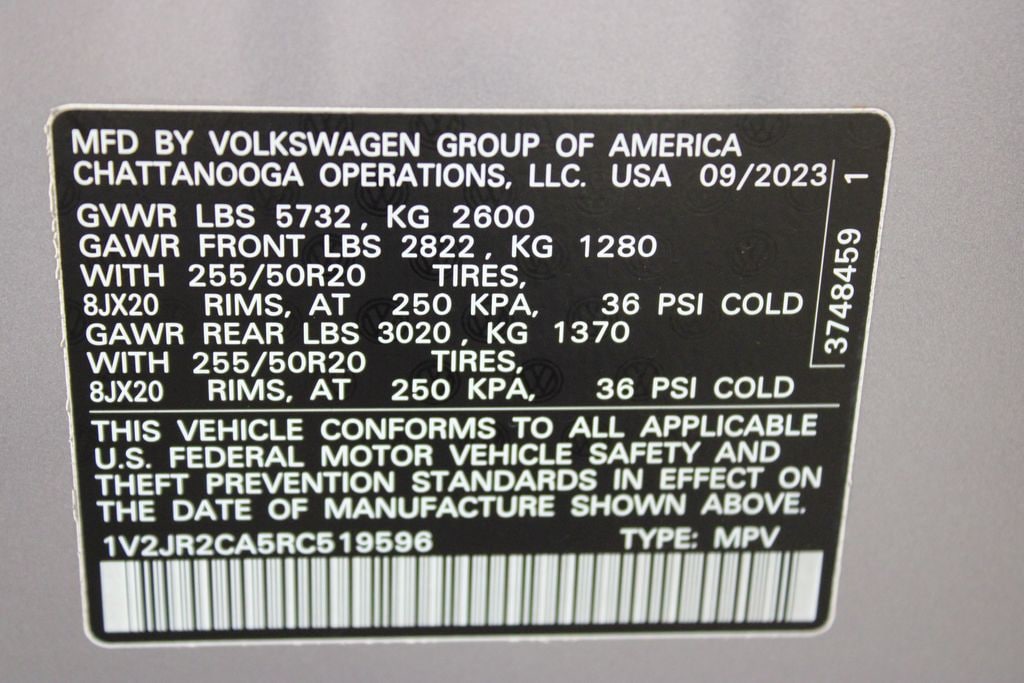 MFD BY VOLKSWAGEN GROUP OF AMERICA
CHATTANOOGA OPERATIONS, LLC. USA 09/2023
GVWR LBS 5732, KG 2600
GAWR FRONT LBS 2822, KG 1280
WITH 255/50R20 TIRES,
8JX20 RIMS, AT 250 KPA, 36 PSI COLD
GAWR REAR LBS 3020, KG 1370
WITH 255/50R20 TIRES,
8JX20 RIMS, AT 250 KPA, 36 PSI COLD
3748459 1
THIS VEHICLE CONFORMS TO ALL APPLICABLE
U.S. FEDERAL MOTOR VEHICLE SAFETY AND
THEFT PREVENTION STANDARDS IN EFFECT ON
THE DATE OF MANUFACTURE SHOWN ABOVE.
1V2JR2CA5RC519596 TYPE: MPV